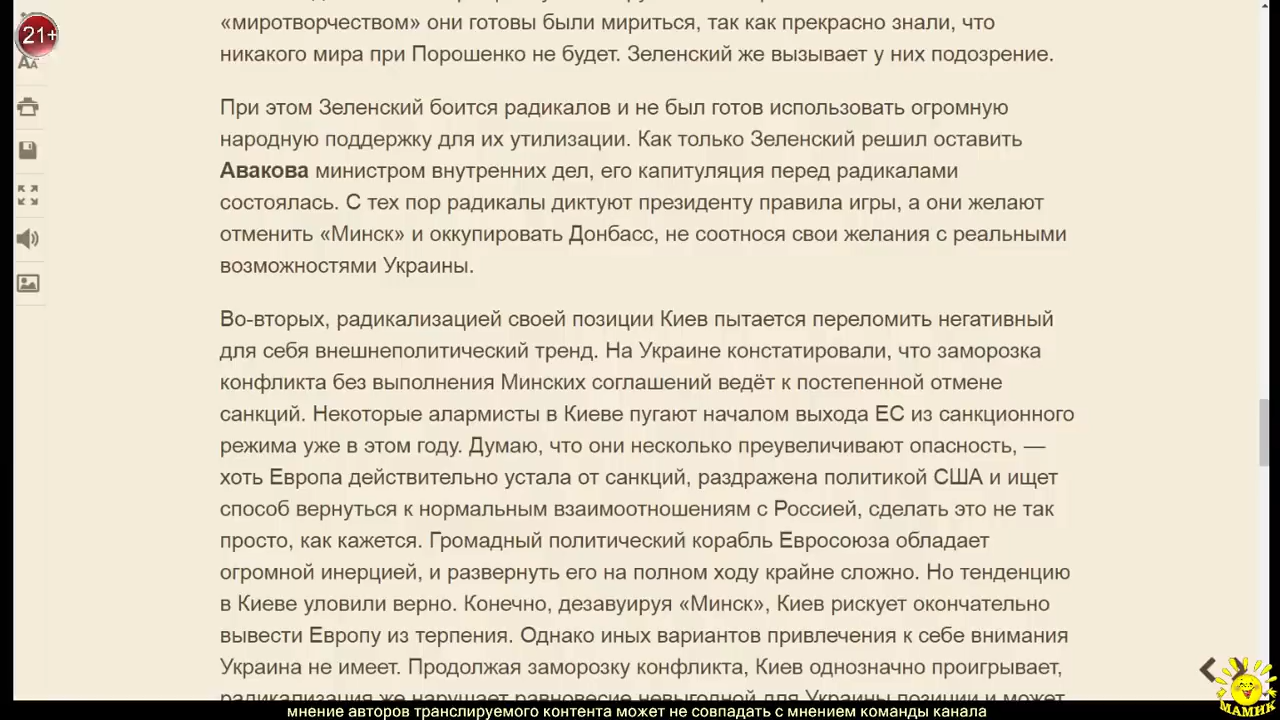 21+
«миротворчеством» они готовы были мириться, так как прекрасно знали, что
никакого мира при Порошенко не будет. Зеленский же вызывает у них подозрение.
При этом Зеленский боится радикалов и не был готов использовать огромную
народную поддержку для их утилизации. Как только Зеленский решил оставить
Авакова министром внутренних дел, его капитуляция перед радикалами
состоялась. С тех пор радикалы диктуют президенту правила игры, а они желают
отменить «Минск» и оккупировать Донбасс, не соотнося свои желания с реальными
возможностями Украины.
Во-вторых, радикализацией своей позиции Киев пытается переломить негативный
для себя внешнеполитический тренд. На Украине констатировали, что заморозка
конфликта без выполнения Минских соглашений ведёт к постепенной отмене
санкций. Некоторые алармисты в Киеве пугают началом выхода ЕС из санкционного
режима уже в этом году. Думаю, что они несколько преувеличивают опасность, —
хоть Европа действительно устала от санкций, раздражена политикой США и ищет
способ вернуться к нормальным взаимоотношениям с Россией, сделать это не так
просто, как кажется. Громадный политический корабль Евросоюза обладает
огромной инерцией, и развернуть его на полном ходу крайне сложно. Но тенденцию
в Киеве уловили верно. Конечно, дезавуируя «Минск», Киев рискует окончательно
вывести Европу из терпения. Однако иных вариантов привлечения к себе внимания
Украина не имеет. Продолжая заморозку конфликта, Киев однозначно проигрывает,
радикализация же нарушает равновесие невыгодной для Украины позиции и может
МАМИК
мнение авторов транслируемого контента может не совпадать с мнением команды канала